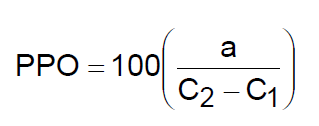 PPO = 100(a / (C₂ – C₁))